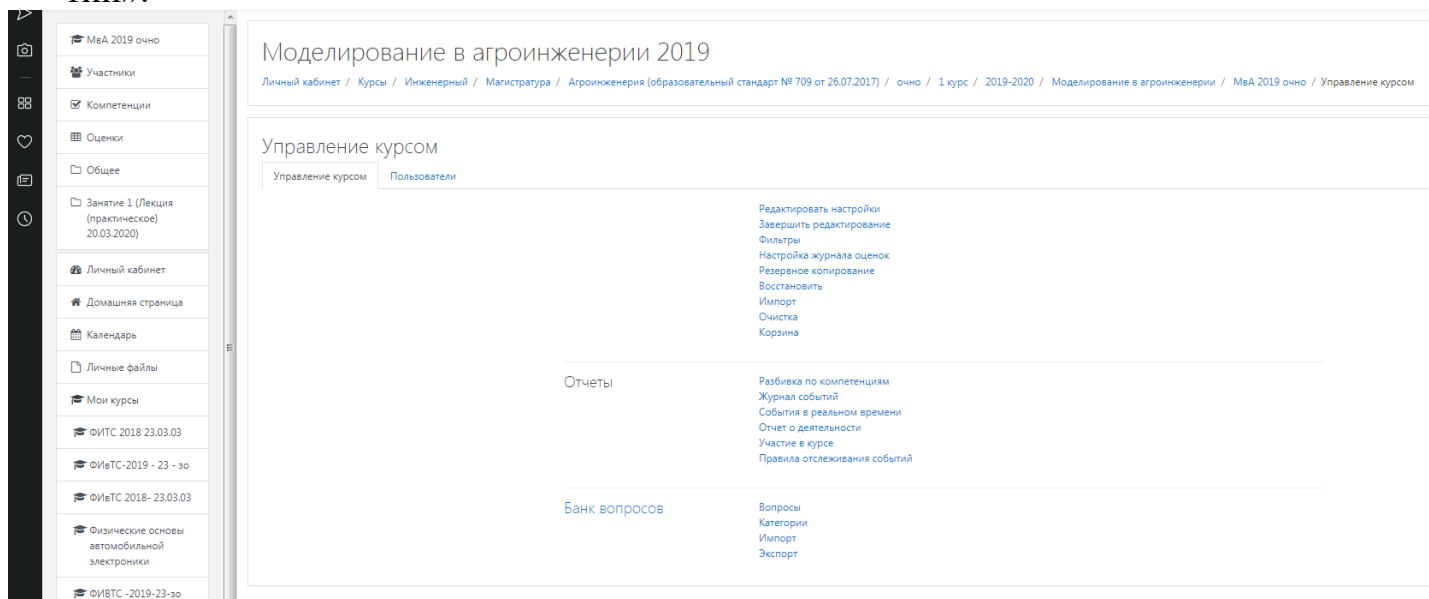 МвА 2019 очно
Участники
Компетенции
Оценки
Общее
Занятие 1 (Лекция
(практическое)
20.03.2020)
Личный кабинет
Домашняя страница
Календарь
Личные файлы
Мои курсы
ФИТС 2018 23.03.03
ФИвТС-2019 - 23 - зо
ФИвТС 2018- 23.03.03
Физические основы
автомобильной
электроники
ФИВТС -2019-23-зо
Моделирование в агроинженерии 2019
Личный кабинет / Курсы / Инженерный / Магистратура / Агроинженерия (образовательный стандарт № 709 от 26.07.2017) / очно / 1 курс / 2019-2020 / Моделирование в агроинженерии / МвА 2019 очно / Управление курсом
Управление курсом
Управление курсом Пользователи
Редактировать настройки
Завершить редактирование
Фильтры
Настройка журнала оценок
Резервное копирование
Восстановить
Импорт
Очистка
Корзина
Отчеты
Разбивка по компетенциям
Журнал событий
События в реальном времени
Отчет о деятельности
Участие в курсе
Правила отслеживания событий
Банк вопросов
Вопросы
Категории
Импорт
Экспорт